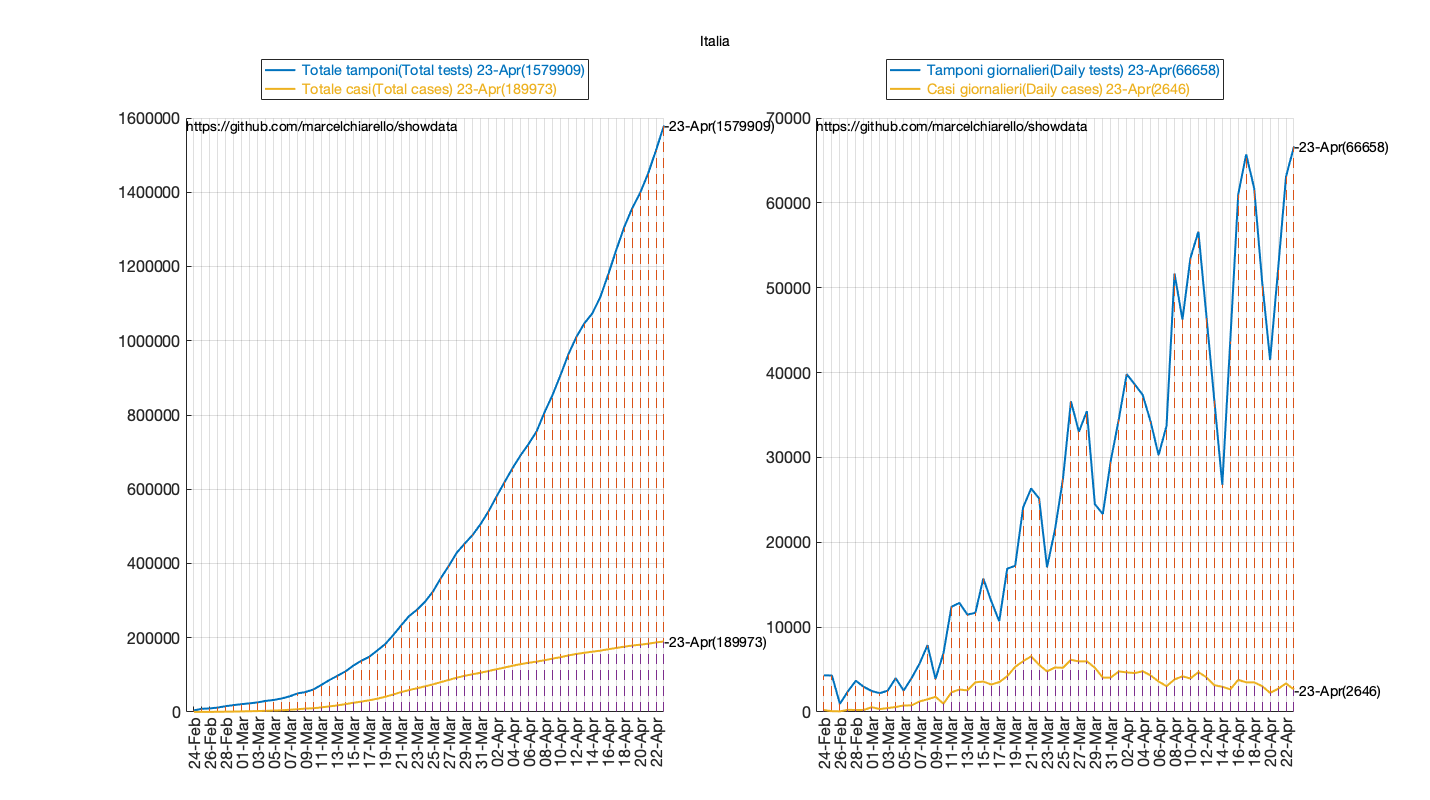 Italia
Totale tamponi(Total tests) 23-Apr(1579909)
Totale casi(Total cases) 23-Apr(189973)
https://github.com/marcelchiarello/showdata
23-Apr(1579909)
23-Apr(189973)
1600000
1400000
1200000
1000000
800000
600000
400000
200000
0
24-Feb
26-Feb
28-Feb
01-Mar
03-Mar
05-Mar
07-Mar
09-Mar
11-Mar
13-Mar
15-Mar
17-Mar
19-Mar
21-Mar
23-Mar
25-Mar
27-Mar
29-Mar
31-Mar
02-Apr
04-Apr
06-Apr
08-Apr
10-Apr
12-Apr
14-Apr
16-Apr
18-Apr
20-Apr
22-Apr
Tamponi giornalieri(Daily tests) 23-Apr(66658)
Casi giornalieri(Daily cases) 23-Apr(2646)
https://github.com/marcelchiarello/showdata
23-Apr(66658)
23-Apr(2646)
70000
60000
50000
40000
30000
20000
10000
0
24-Feb
26-Feb
28-Feb
01-Mar
03-Mar
05-Mar
07-Mar
09-Mar
11-Mar
13-Mar
15-Mar
17-Mar
19-Mar
21-Mar
23-Mar
25-Mar
27-Mar
29-Mar
31-Mar
02-Apr
04-Apr
06-Apr
08-Apr
10-Apr
12-Apr
14-Apr
16-Apr
18-Apr
20-Apr
22-Apr